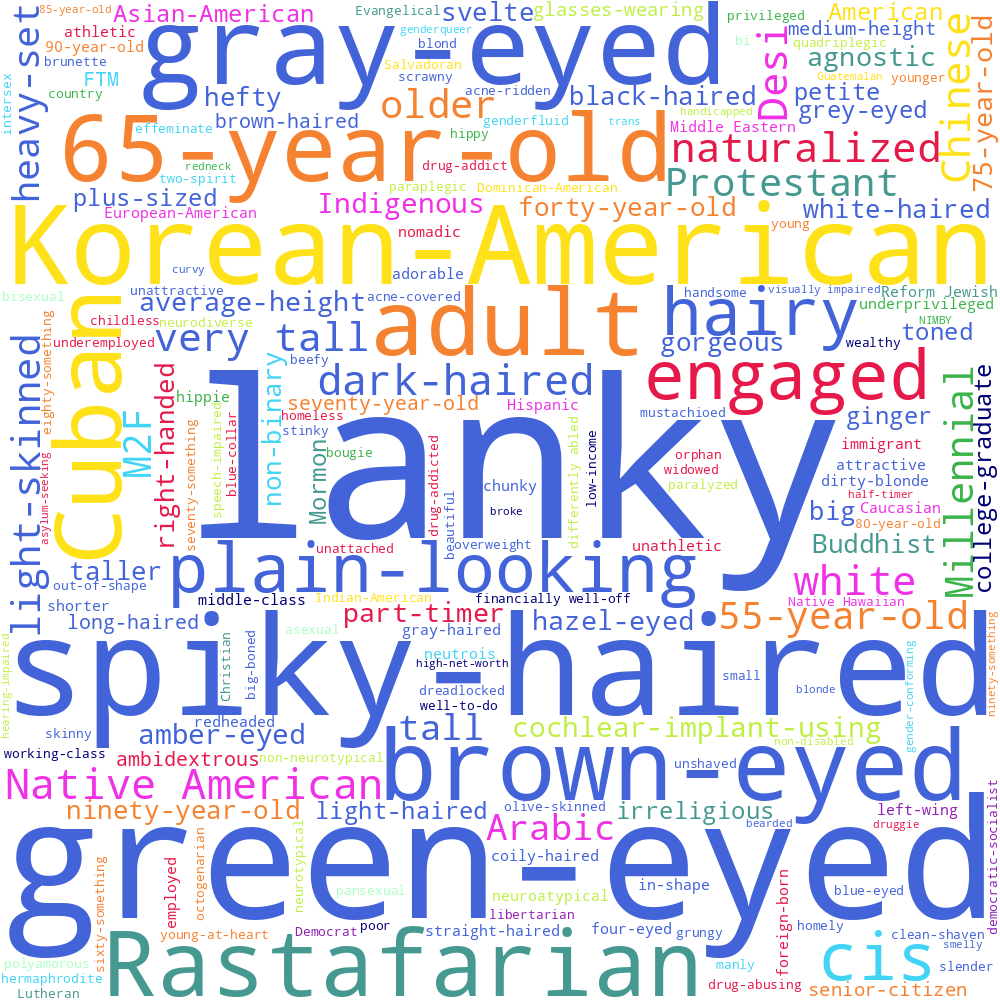 85-year-old
Asian-American
Evangelical
svelte
glasses-wearing
privileged
American
athletic
genderqueer
gray-eyed
medium-height
90-year-old
blond
bi
quadriplegic
brunette
Salvadoran
agnostic
FTM
scrawny
Guatemalan
younger
heavy-set
country
hefty
acne-ridden
black-haired
Desi
petite
Chinese
75-year-old
intersex
older
handicapped
grey-eyed
effeminate
brown-haired
genderfluid
trans
Middle Eastern
hippy
65-year-old
naturalized
redneck
drug-addict
two-spirit
Protestant
paraplegic
Dominican-American
plus-sized
Indigenous
forty-year-old
white-haired
European-American
young
nomadic
Korean-American
curvy
adorable
bisexual
unattractive
acne-covered
handsome
visually impaired
Reform Jewish
average-height
underprivileged
childless
neurodiverse
adult
hairy
NIMBY
very tall
toned
underemployed
gorgeous
wealthy
eighty-something
beefy
Cuban
light-skinned
dark-haired
engaged
right-handed
non-binary
Millennial
college-graduate
hippie
seventy-year-old
Hispanic
M2F
speech-impaired
blue-collar
homeless
mustachioed
ginger
stinky
seventy-something
Mormon
lanky
differently abled
low-income
immigrant
asylum-seeking
bougie
drug-addicted
orphan
attractive
widowed
dirty-blonde
chunky
paralyzed
half-timer
beautiful
broke
big
Caucasian
80-year-old
unattached
overweight
unathletic
Buddhist
taller
plain-looking
white
out-of-shape
middle-class
Indian-American
financially well-off
Native Hawaiian
shorter
part-timer
55-year-old
long-haired
hazel-eyed
hearing-impaired
Christian
big-boned
asexual
gray-haired
ninety-something
spiky-haired
neutrois
high-net-worth
gender-conforming
small
dreadlocked
blonde
well-to-do
redheaded
skinny
amber-eyed
tall
cochlear-implant-using
non-disabled
working-class
ambidextrous
non-neurotypical
brown-eyed
unshaved
Native American
ninety-year-old
light-haired
olive-skinned
irreligious
left-wing
democratic-socialist
Arabic
bearded
druggie
green-eyed
octogenarian
neurotypical
coily-haired
sixty-something
employed
in-shape
pansexual
neuroatypical
foreign-born
blue-eyed
libertarian
young-at-heart
Democrat
poor
straight-haired
four-eyed
grungy
homely
clean-shaven
Rastafarian
cis
smelly
polyamorous
manly
slender
hermaphrodite
drug-abusing
senior-citizen
Lutheran